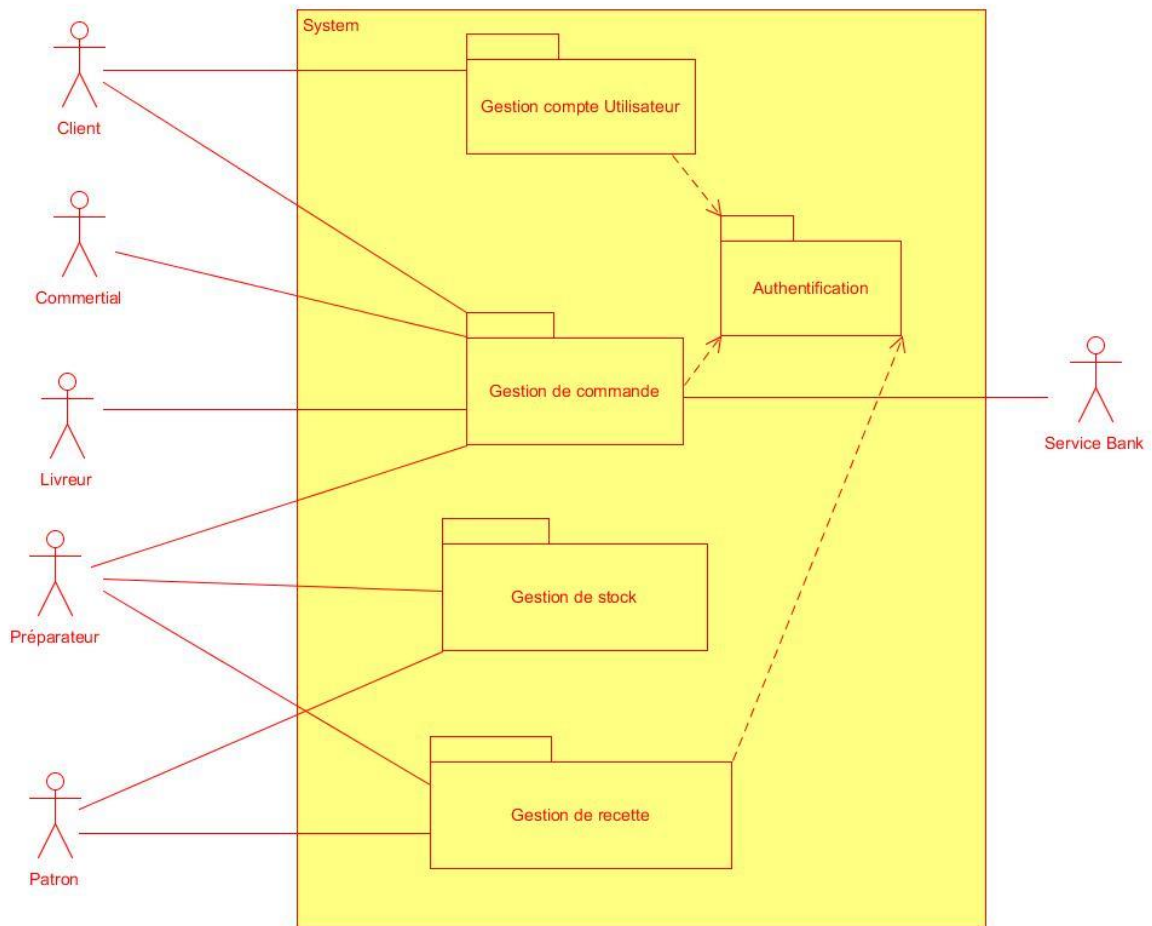 System
Client
Gestion compte Utilisateur
Commertial
Authentification
Gestion de commande
Livreur
Service Bank
Préparateur
Gestion de stock
Gestion de recette
Patron